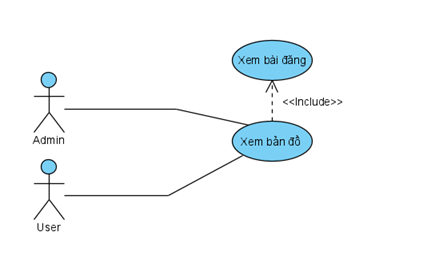 Xem bài đăng
<<Include>>
Admin
Xem bản đồ
User